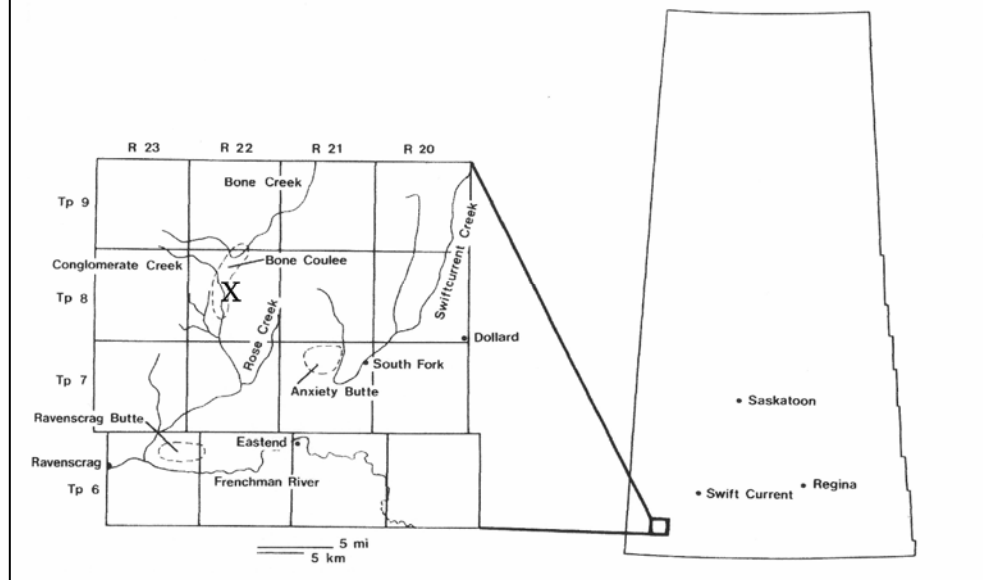 R 23 R 22 R 21 R 20
Bone Creek
Tp 9
Swiftcurrent Creek
Conglomerate Creek
Bone Coulee
Tp 8
X
Rose Creek
Dollard
South Fork
Tp 7
Anxiety Butte
Saskatoon
Ravenscrag Butte
Eastend
Ravenscrag
Frenchman River
Tp 6
Swift Current
Regina
5 mi
5 km